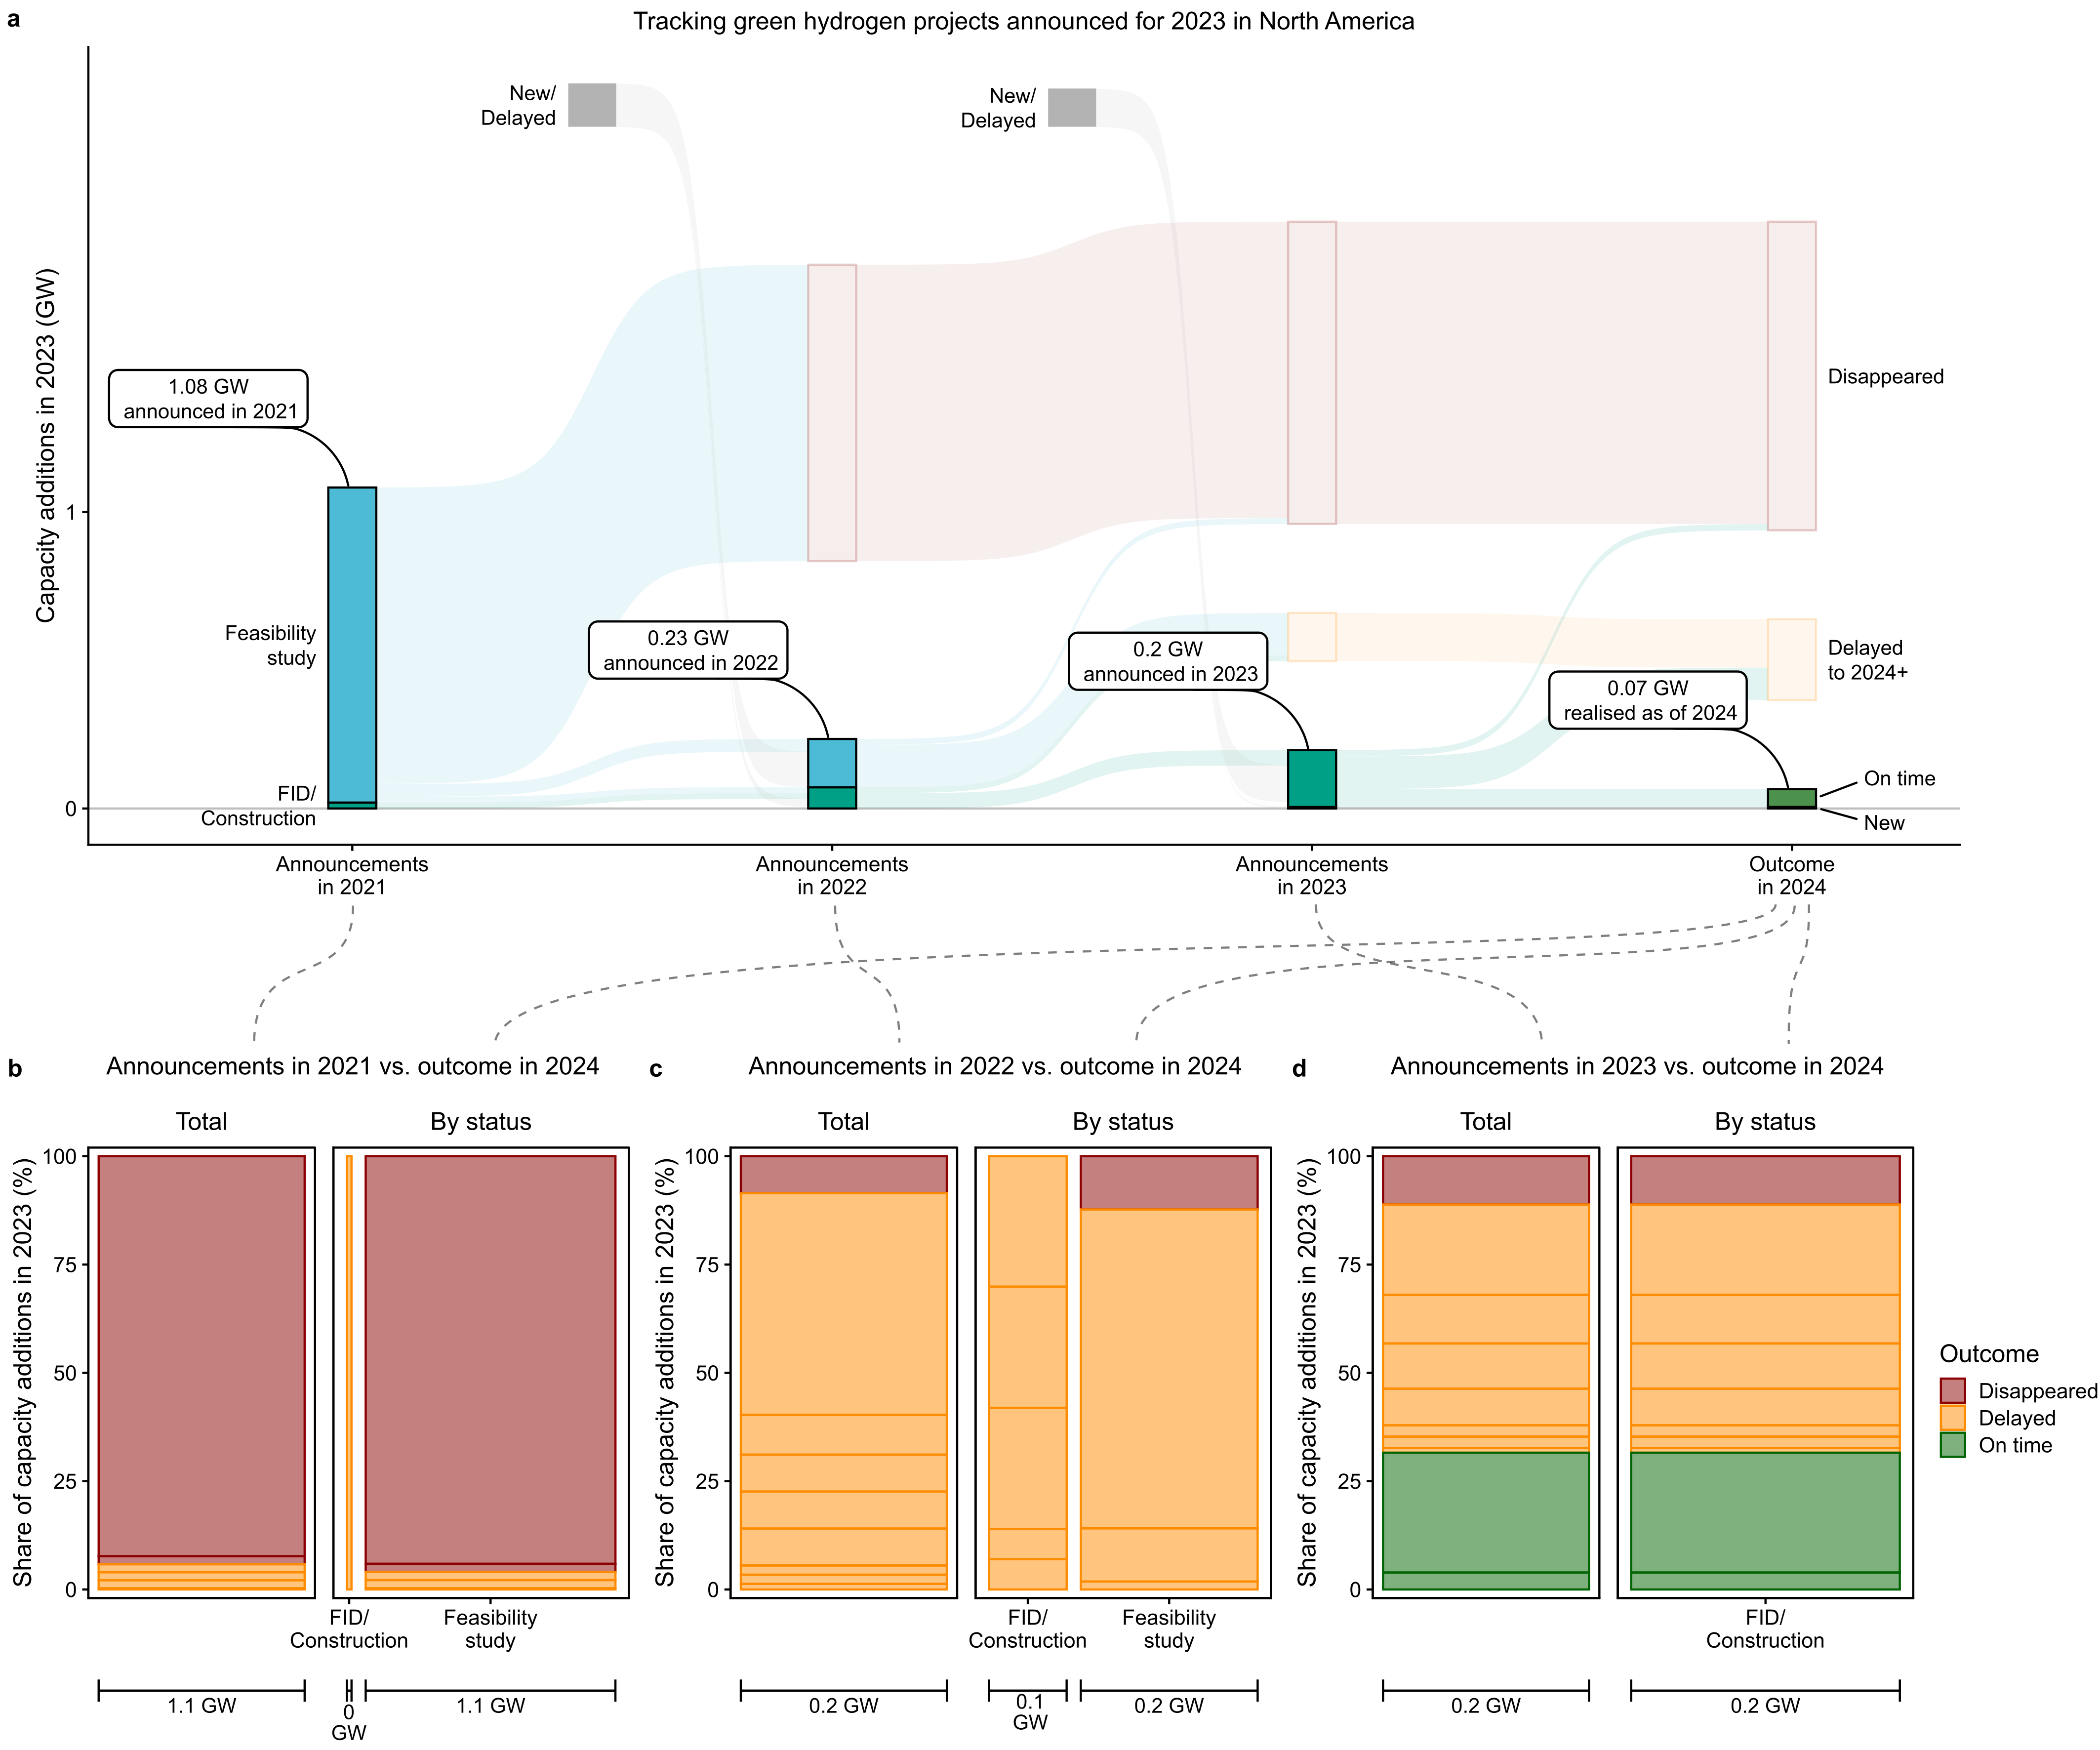 a
Tracking green hydrogen projects announced for 2023 in North America
Capacity additions in 2023 (GW)
1
0
New/
Delayed
New/
Delayed
1.08 GW
announced in 2021
Feasibility
study
FID/
Construction
0.23 GW
announced in 2022
0.2 GW
announced in 2023
0.07 GW
realised as of 2024
Disappeared
Delayed
to 2024+
On time
New
Announcements
in 2021
Announcements
in 2022
Announcements
in 2023
Outcome
in 2024
b
Announcements in 2021 vs. outcome in 2024
Total
By status
Share of capacity additions in 2023 (%)
100
75
50
25
0
FID/
Construction
Feasibility
study
1.1 GW
0
GW
1.1 GW
c
Announcements in 2022 vs. outcome in 2024
Total
By status
Share of capacity additions in 2023 (%)
100
75
50
25
0
FID/
Construction
Feasibility
study
0.2 GW
0.1
GW
0.2 GW
d
Announcements in 2023 vs. outcome in 2024
Total
By status
Share of capacity additions in 2023 (%)
100
75
50
25
0
FID/
Construction
0.2 GW
0.2 GW
Outcome
Disappeared
Delayed
On time